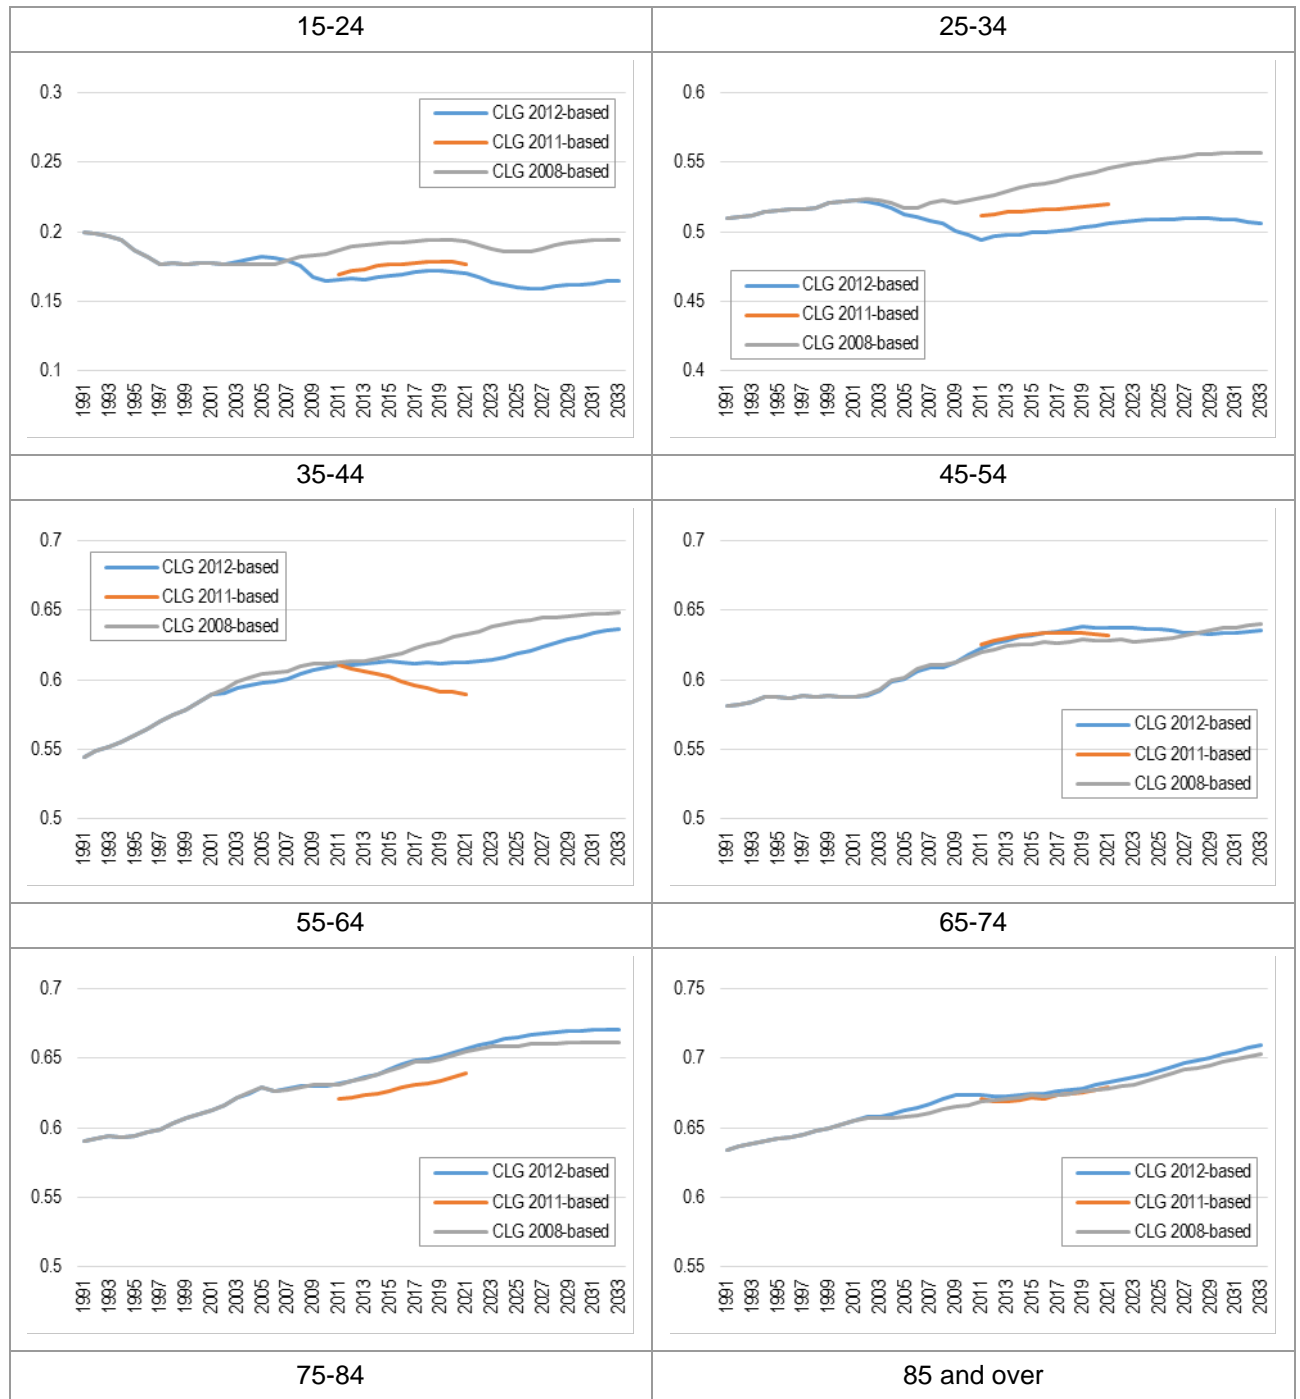 15-24
25-34
0.3
0.25
0.2
0.15
0.1
CLG 2012-based
CLG 2011-based
CLG 2008-based
1991 1993 1995 1997 1999 2001 2003 2005 2007 2009 2011 2013 2015 2017 2019 2021 2023 2025 2027 2029 2031 2033
0.6
0.55
0.5
0.45
0.4
CLG 2012-based
CLG 2011-based
CLG 2008-based
1991 1993 1995 1997 1999 2001 2003 2005 2007 2009 2011 2013 2015 2017 2019 2021 2023 2025 2027 2029 2031 2033
35-44
45-54
0.7
0.65
0.6
0.55
0.5
CLG 2012-based
CLG 2011-based
CLG 2008-based
1991 1993 1995 1997 1999 2001 2003 2005 2007 2009 2011 2013 2015 2017 2019 2021 2023 2025 2027 2029 2031 2033
0.7
0.65
0.6
0.55
0.5
CLG 2012-based
CLG 2011-based
CLG 2008-based
1991 1993 1995 1997 1999 2001 2003 2005 2007 2009 2011 2013 2015 2017 2019 2021 2023 2025 2027 2029 2031 2033
55-64
65-74
0.7
0.65
0.6
0.55
0.5
CLG 2012-based
CLG 2011-based
CLG 2008-based
1991 1993 1995 1997 1999 2001 2003 2005 2007 2009 2011 2013 2015 2017 2019 2021 2023 2025 2027 2029 2031 2033
0.75
0.7
0.65
0.6
0.55
CLG 2012-based
CLG 2011-based
CLG 2008-based
1991 1993 1995 1997 1999 2001 2003 2005 2007 2009 2011 2013 2015 2017 2019 2021 2023 2025 2027 2029 2031 2033
75-84
85 and over